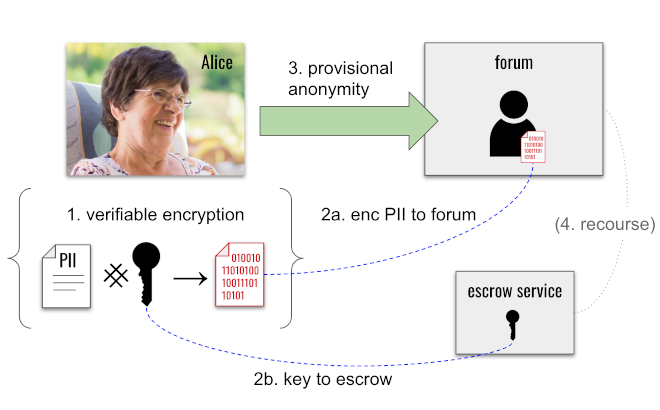 Alice
3. provisional
anonymity
forum
010010
11010100
10011101
10101
1. verifiable encryption
2a. enc PII to forum
(4. recourse)
PII
010010
11010100
10011101
10101
escrow service
2b. key to escrow